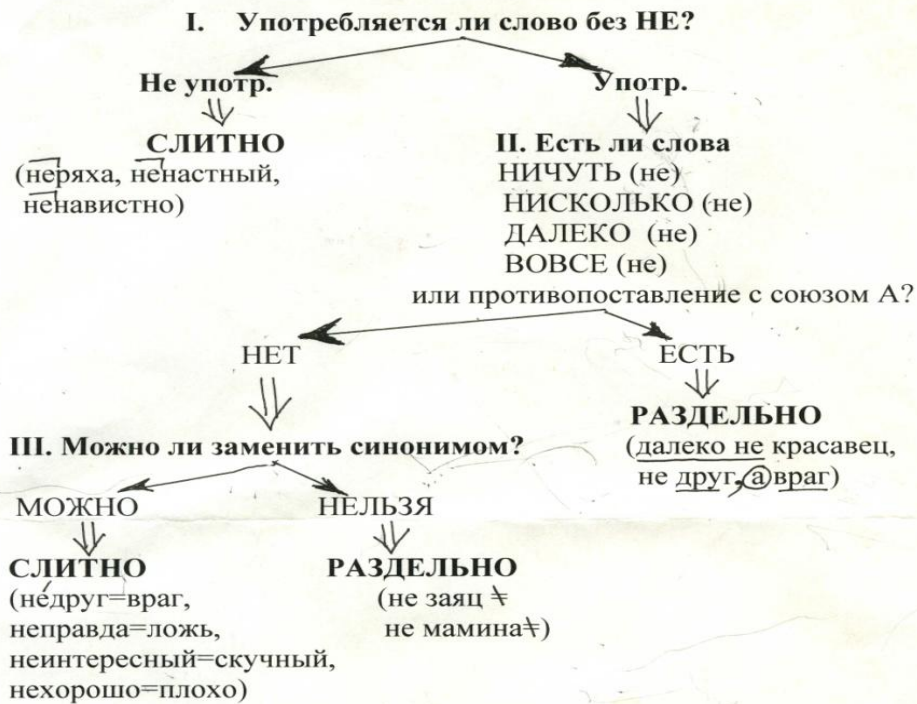 I. Употребляется ли слово без НЕ?
Не употр.
Употр.
СЛИТНО
(неряха, ненастный,
ненавистно)
II. Есть ли слова
НИЧУТЬ (не)
НИСКОЛЬКО (не)
ДАЛЕКО (не)
ВОВСЕ (не)
или противопоставление с союзом А?
НЕТ
ЕСТЬ
РАЗДЕЛЬНО
(далеко не красавец,
не друг, а враг)
III. Можно ли заменить синонимом?
МОЖНО
НЕЛЬЗЯ
СЛИТНО
(недруг=враг,
неправда=ложь,
неинтересный=скучный,
нехорошо=плохо)
РАЗДЕЛЬНО
(не заяц ≠
не мамина≠)